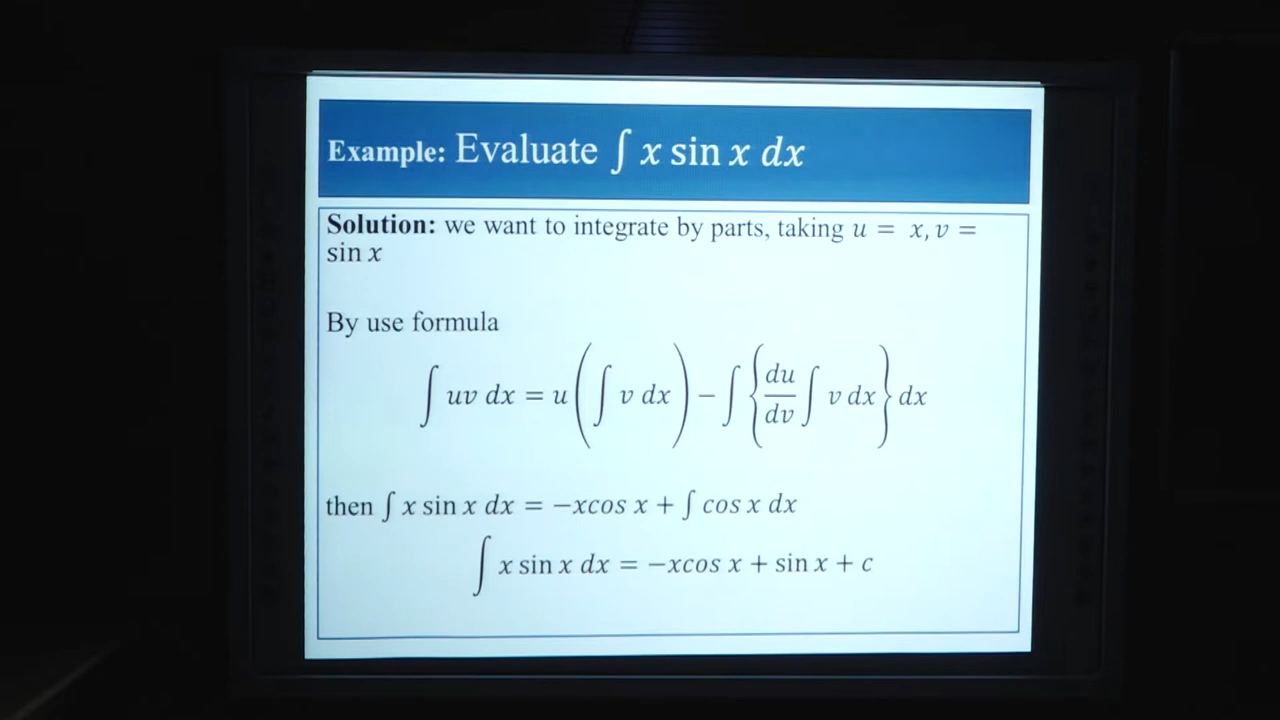 Example: Evaluate ∫ x sin x dx
Solution: we want to integrate by parts, taking u = x, v =
sin x
By use formula
∫ uv dx = u(∫ v dx) − ∫{du/dv ∫ v dx} dx
then ∫ x sin x dx = −xcos x + ∫ cos x dx
∫ x sin x dx = −xcos x + sin x + c